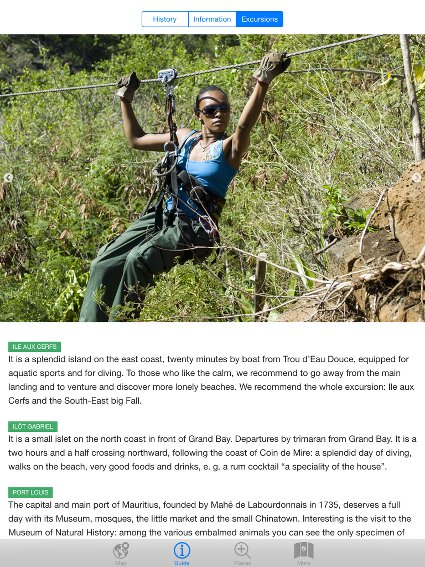 History Information Excursions
ILE AUX CERFS
It is a splendid island on the east coast, twenty minutes by boat from Trou d'Eau Douce, equipped for
aquatic sports and for diving. To those who like the calm, we recommend to go away from the main
landing and to venture and discover more lonely beaches. We recommend the whole excursion: Ile aux
Cerfs and the South-East big Fall.
ILÔT GABRIEL
It is a small islet on the north coast in front of Grand Bay. Departures by trimaran from Grand Bay. It is a
two hours and a half crossing northward, following the coast of Coin de Mire: a splendid day of diving,
walks on the beach, very good foods and drinks, e. g. a rum cocktail “a speciality of the house”.
PORT LOUIS
The capital and main port of Mauritius, founded by Mahé de Labourdonnais in 1735, deserves a full
day with its Museum, mosques, the little market and the small Chinatown. Interesting is the visit to the
Museum of Natural History: among the various embalmed animals you can see the only specimen of
Map Guide Places More